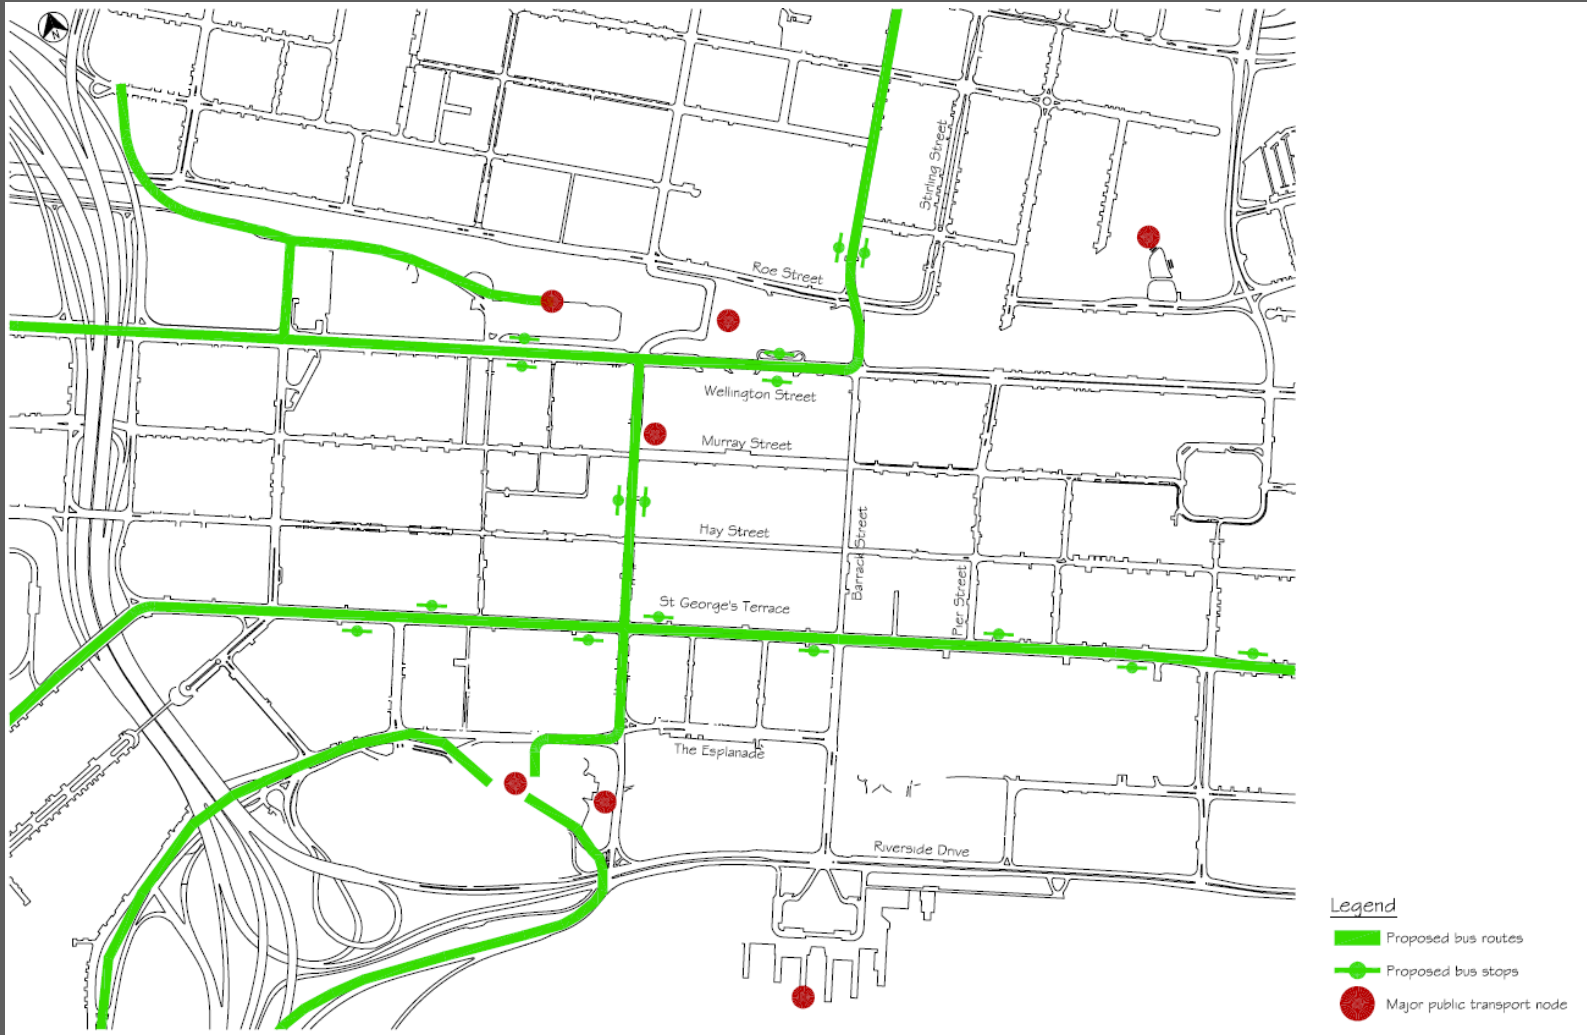 N
Stirling Street
Roe Street
Wellington Street
Murray Street
Hay Street
Barrack Street
Pier Street
St George's Terrace
The Esplanade
Riverside Drive
Legend
Proposed bus routes
Proposed bus stops
Major public transport node